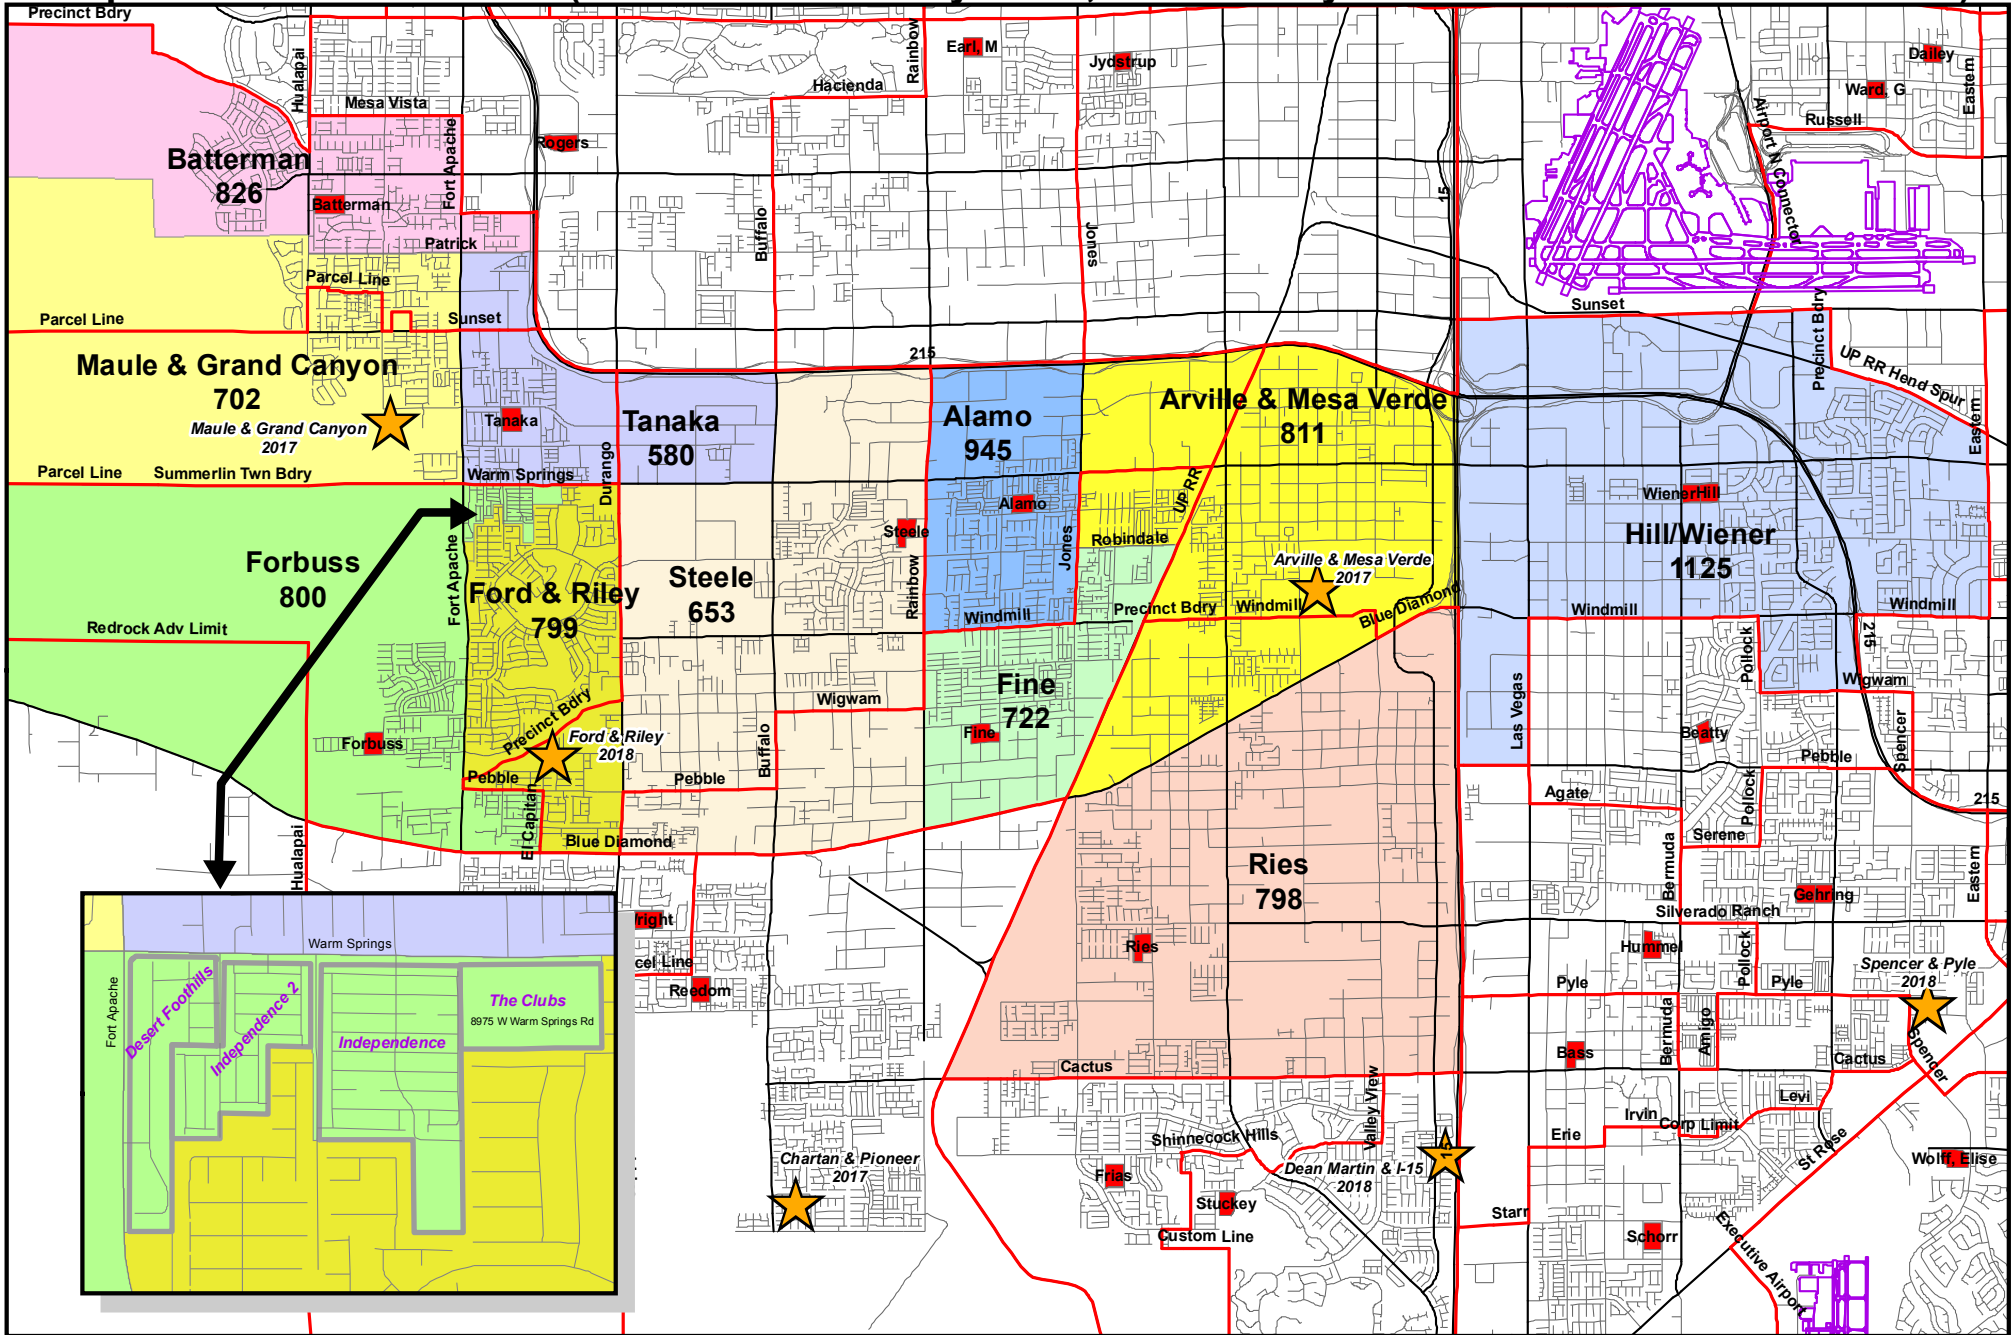 Precinct Bdry
Hualapai
Mesa Vista
Fort Apache
Rogers
Hacienda
Rainbow
Earl, M
Jydstrup
Dalley
Ward, G
Eastern
Russell
Airport N Connector
Batterman
826
Batterman
Patrick
Buffalo
Jones
15
Parcel Line
Parcel Line
Sunset
Sunset
Precinct Bdry
UP RR Hend Spur
215
Maule & Grand Canyon
702
Maule & Grand Canyon
2017
Tanaka
Tanaka
580
Alamo
945
Arville & Mesa Verde
811
Eastern
Parcel Line
Summerlin Twn Bdry
Warm Springs
Durango
UP RR
Alamo
WienerHill
Hill/Wiener
1125
Steele
Jones
Robindale
Forbuss
800
Fort Apache
Ford & Riley
799
Steele
653
Rainbow
Arville & Mesa Verde
2017
Windmill
Precinct Bdry
Windmill
Blue Diamond
Windmill
Windmill
Redrock Adv Limit
Pollock
215
Wigwam
Fine
722
Fine
Wigwam
Las Vegas
Beatty
Spencer
Forbuss
Precinct Bdry
Ford & Riley
2018
Buffalo
Pebble
Pebble
Pebble
Agate
Pollock
215
El Capitan
Blue Diamond
Hualapai
Serene
Ries
798
Bermuda
Eastern
Gehring
Silverado Ranch
Ries
Hummel
Pollock
Spencer & Pyle
2018
cel Line
Reedom
Pyle
Pyle
Bermuda
Amigo
Bass
Cactus
Spencer
Cactus
Valley View
Levi
Irvin
Corp Limit
Erie
St Rose
Shinnecock Hills
Dean Martin & I-15
2018
15
Wolff, Elise
Chartan & Pioneer
2017
Frias
Stuckey
Custom Line
Starr
Schorr
Executive Airport
Warm Springs
Fort Apache
Desert Foothills
Independence 2
Independence
The Clubs
8975 W Warm Springs Rd